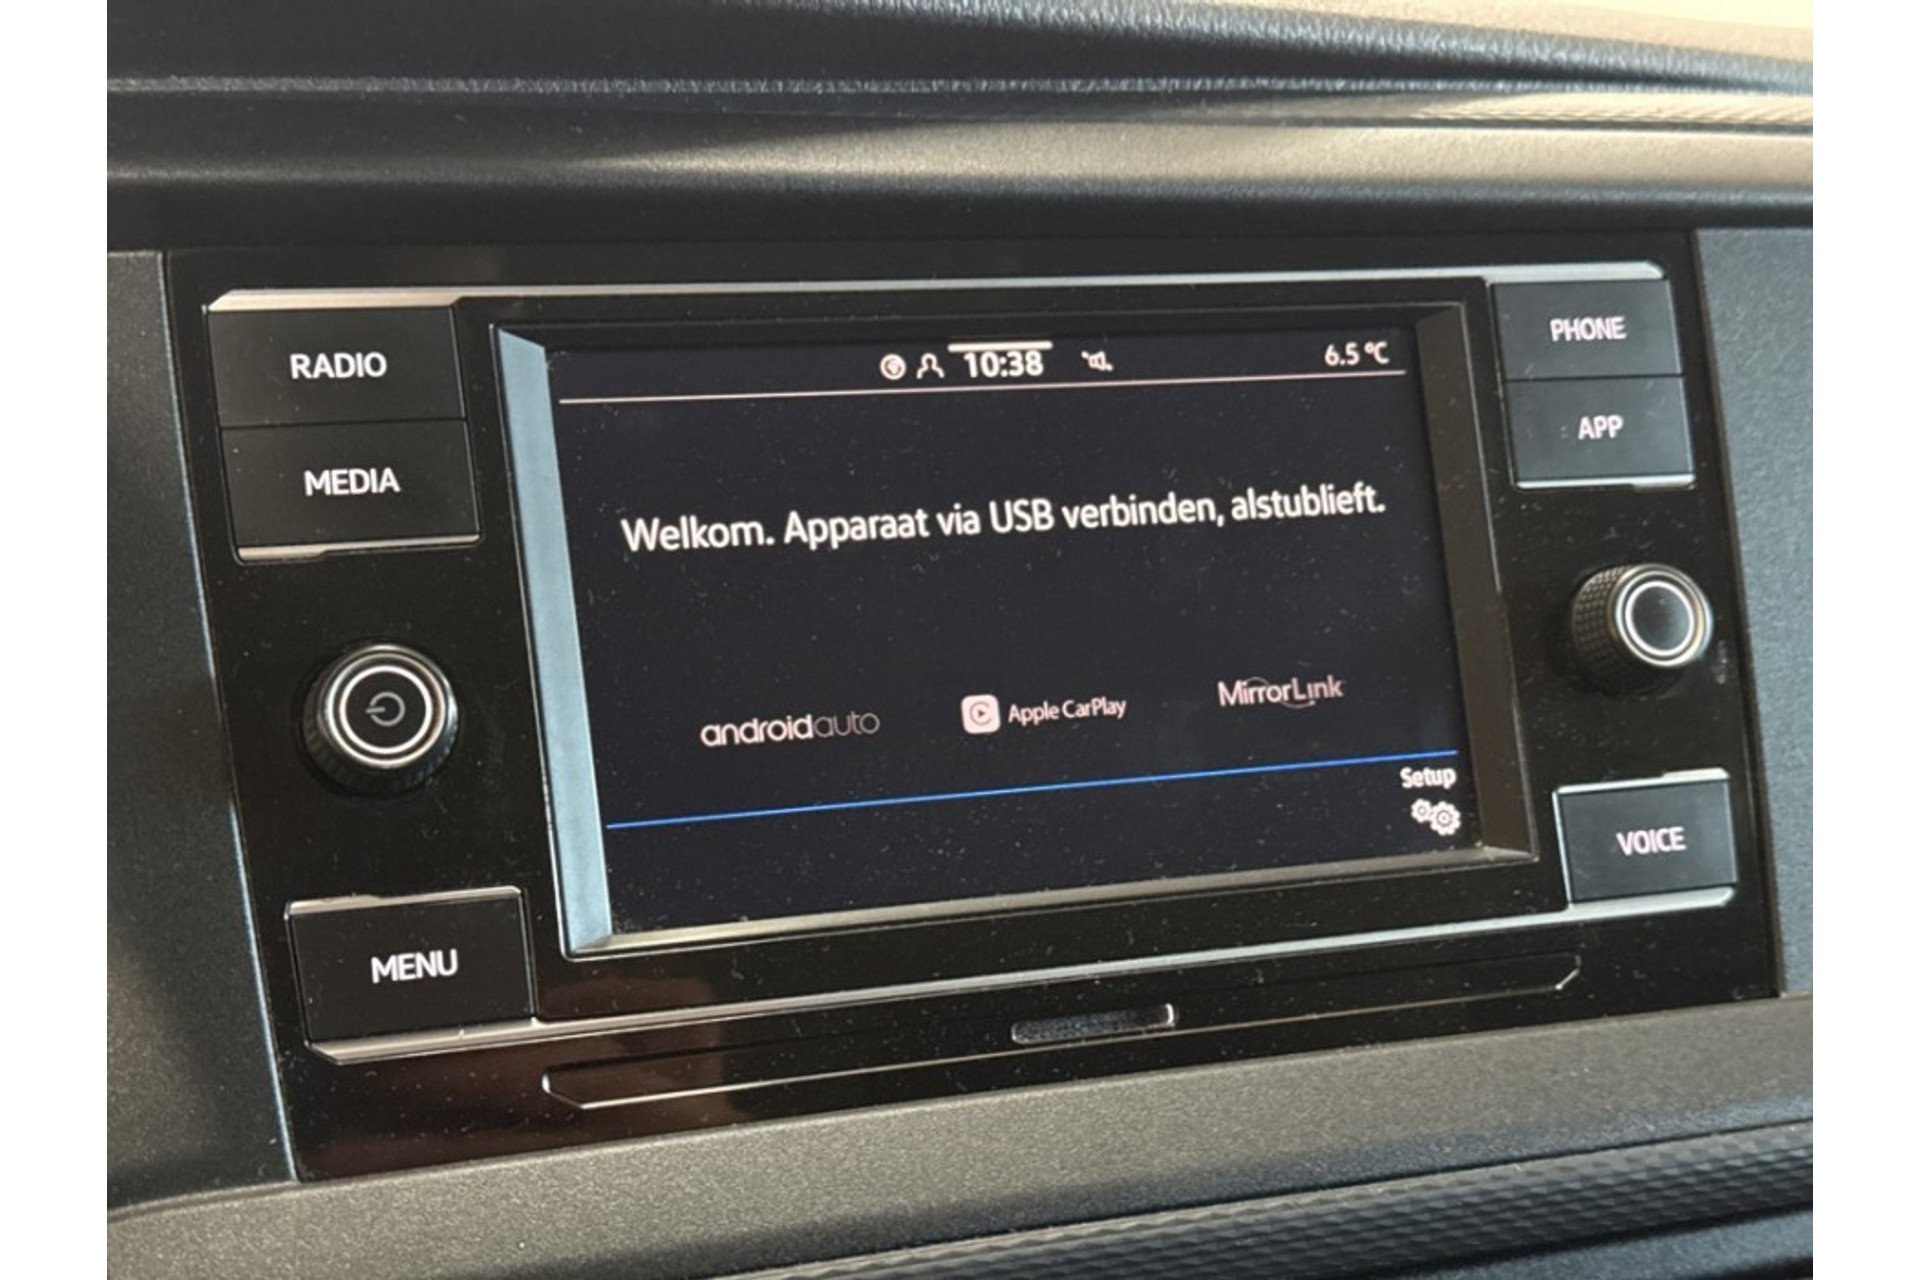 RADIO
MEDIA
MENU
10:38
6.5 °C
Welkom. Apparaat via USB verbinden, alstublieft.
androidauto
Apple CarPlay
MirrorLink
Setup
PHONE
APP
VOICE